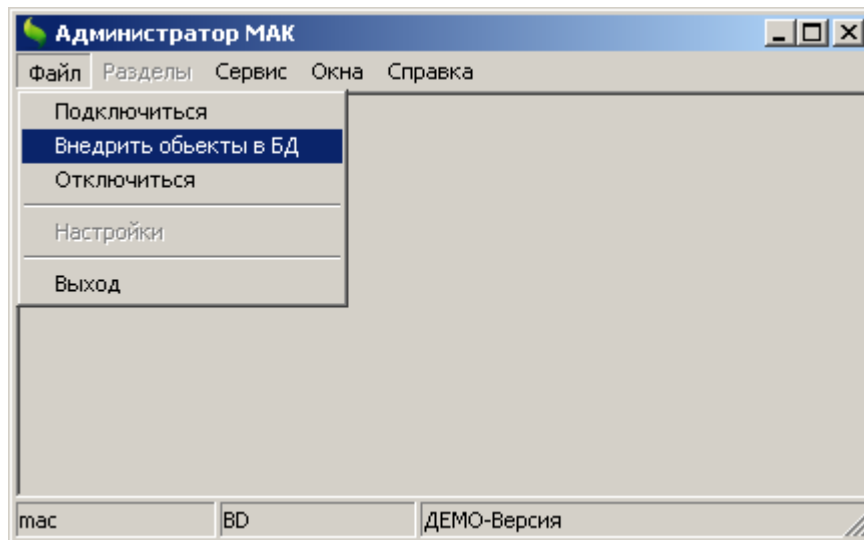 Администратор МАК
Файл Разделы Сервис Окна Справка
Подключиться
Внедрить обьекты в БД
Отключиться
Настройки
Выход
mac BD ДЕМО-Версия